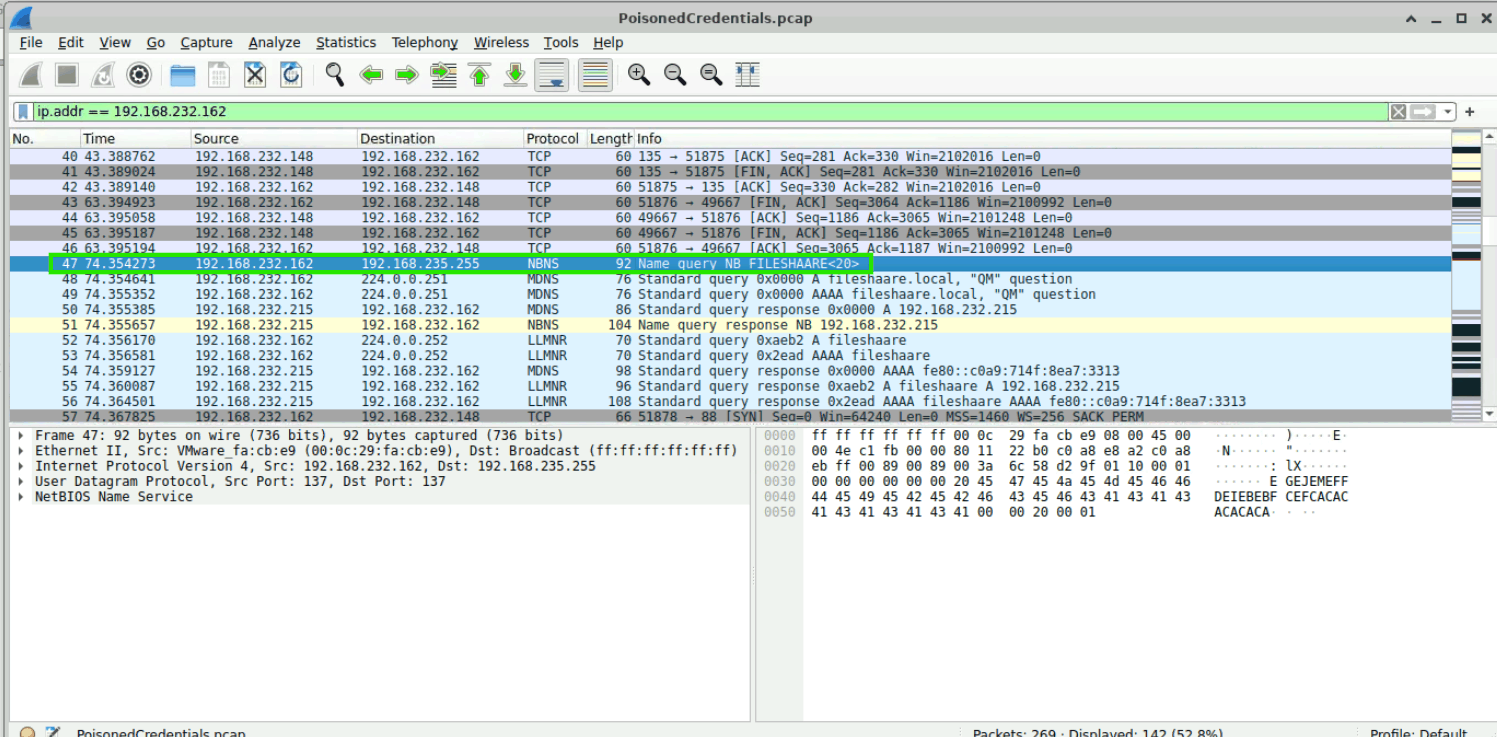 PoisonedCredentials.pcap
File Edit View Go Capture Analyze Statistics Telephony Wireless Tools Help
ip.addr == 192.168.232.162
No. Time Source Destination Protocol Length Info
40 43.388762 192.168.232.148 192.168.232.162 TCP 60 135 → 51875 [ACK] Seq=281 Ack=330 Win=2102016 Len=0
41 43.389024 192.168.232.148 192.168.232.162 TCP 60 135 → 51875 [FIN, ACK] Seq=281 Ack=330 Win=2102016 Len=0
42 43.389140 192.168.232.162 192.168.232.148 TCP 60 51875 → 135 [ACK] Seq=330 Ack=282 Win=2102016 Len=0
43 63.394923 192.168.232.162 192.168.232.148 TCP 60 51876 → 49667 [FIN, ACK] Seq=3064 Ack=1186 Win=2100992 Len=0
44 63.395058 192.168.232.148 192.168.232.162 TCP 60 49667 → 51876 [ACK] Seq=1186 Ack=3065 Win=2101248 Len=0
45 63.395187 192.168.232.148 192.168.232.162 TCP 60 49667 → 51876 [FIN, ACK] Seq=1186 Ack=3065 Win=2101248 Len=0
46 63.395194 192.168.232.162 192.168.232.148 TCP 60 51876 → 49667 [ACK] Seq=3065 Ack=1187 Win=2100992 Len=0
47 74.354273 192.168.232.162 192.168.235.255 NBNS 92 Name query NB FILESHAARE<20>
48 74.354641 192.168.232.162 224.0.0.251 MDNS 76 Standard query 0x0000 A fileshaare.local, "QM" question
49 74.355352 192.168.232.162 224.0.0.251 MDNS 76 Standard query 0x0000 AAAA fileshaare.local, "QM" question
50 74.355385 192.168.232.215 192.168.232.162 MDNS 86 Standard query response 0x0000 A 192.168.232.215
51 74.355657 192.168.232.215 192.168.232.162 NBNS 104 Name query response NB 192.168.232.215
52 74.356170 192.168.232.162 224.0.0.252 LLMNR 70 Standard query 0xaeb2 A fileshaare
53 74.356581 192.168.232.162 224.0.0.252 LLMNR 70 Standard query 0x2ead AAAA fileshaare
54 74.359127 192.168.232.215 192.168.232.162 MDNS 98 Standard query response 0x0000 AAAA fe80::c0a9:714f:8ea7:3313
55 74.360087 192.168.232.215 192.168.232.162 LLMNR 96 Standard query response 0xaeb2 A fileshaare A 192.168.232.215
56 74.364501 192.168.232.215 192.168.232.162 LLMNR 108 Standard query response 0x2ead AAAA fileshaare AAAA fe80::c0a9:714f:8ea7:3313
57 74.367825 192.168.232.162 192.168.232.148 TCP 66 51878 → 88 [SYN] Seq=0 Win=64240 Len=0 MSS=1460 WS=256 SACK_PERM
Frame 47: 92 bytes on wire (736 bits), 92 bytes captured (736 bits)
Ethernet II, Src: VMware_fa:cb:e9 (00:0c:29:fa:cb:e9), Dst: Broadcast (ff:ff:ff:ff:ff:ff)
Internet Protocol Version 4, Src: 192.168.232.162, Dst: 192.168.235.255
User Datagram Protocol, Src Port: 137, Dst Port: 137
NetBIOS Name Service
0000 ff ff ff ff ff ff 00 0c 29 fa cb e9 08 00 45 00 ········ )·····E·
0010 00 4e c1 fb 00 00 80 11 22 b0 c0 a8 e8 a2 c0 a8 ·N······ "·······
0020 eb ff 00 89 00 89 00 3a 6c 58 d2 9f 01 10 00 01 ·······: lX······
0030 00 00 00 00 00 00 20 45 47 45 4a 45 4d 45 46 46 ······ E GEJEMEFF
0040 44 45 49 45 42 45 42 46 43 45 46 43 41 43 41 43 DEIEBEBF CEFCACAC
0050 41 43 41 43 41 43 41 00 00 20 00 01 ACACACA· · ··
PoisonedCredentials.pcap Packets: 269 · Displayed: 142 (52.8%) Profile: Default